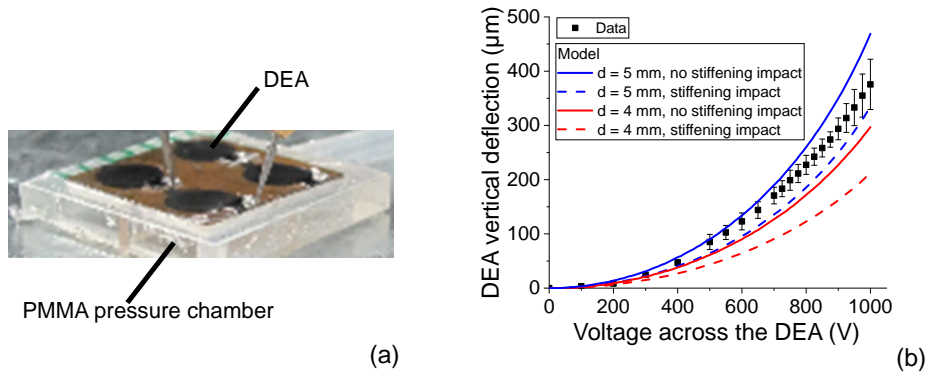 DEA
PMMA pressure chamber
(a)
DEA vertical deflection (μm)
500
400
300
200
100
0
Data
Model
d = 5 mm, no stiffening impact
d = 5 mm, stiffening impact
d = 4 mm, no stiffening impact
d = 4 mm, stiffening impact
0 200 400 600 800 1000
Voltage across the DEA (V)
(b)